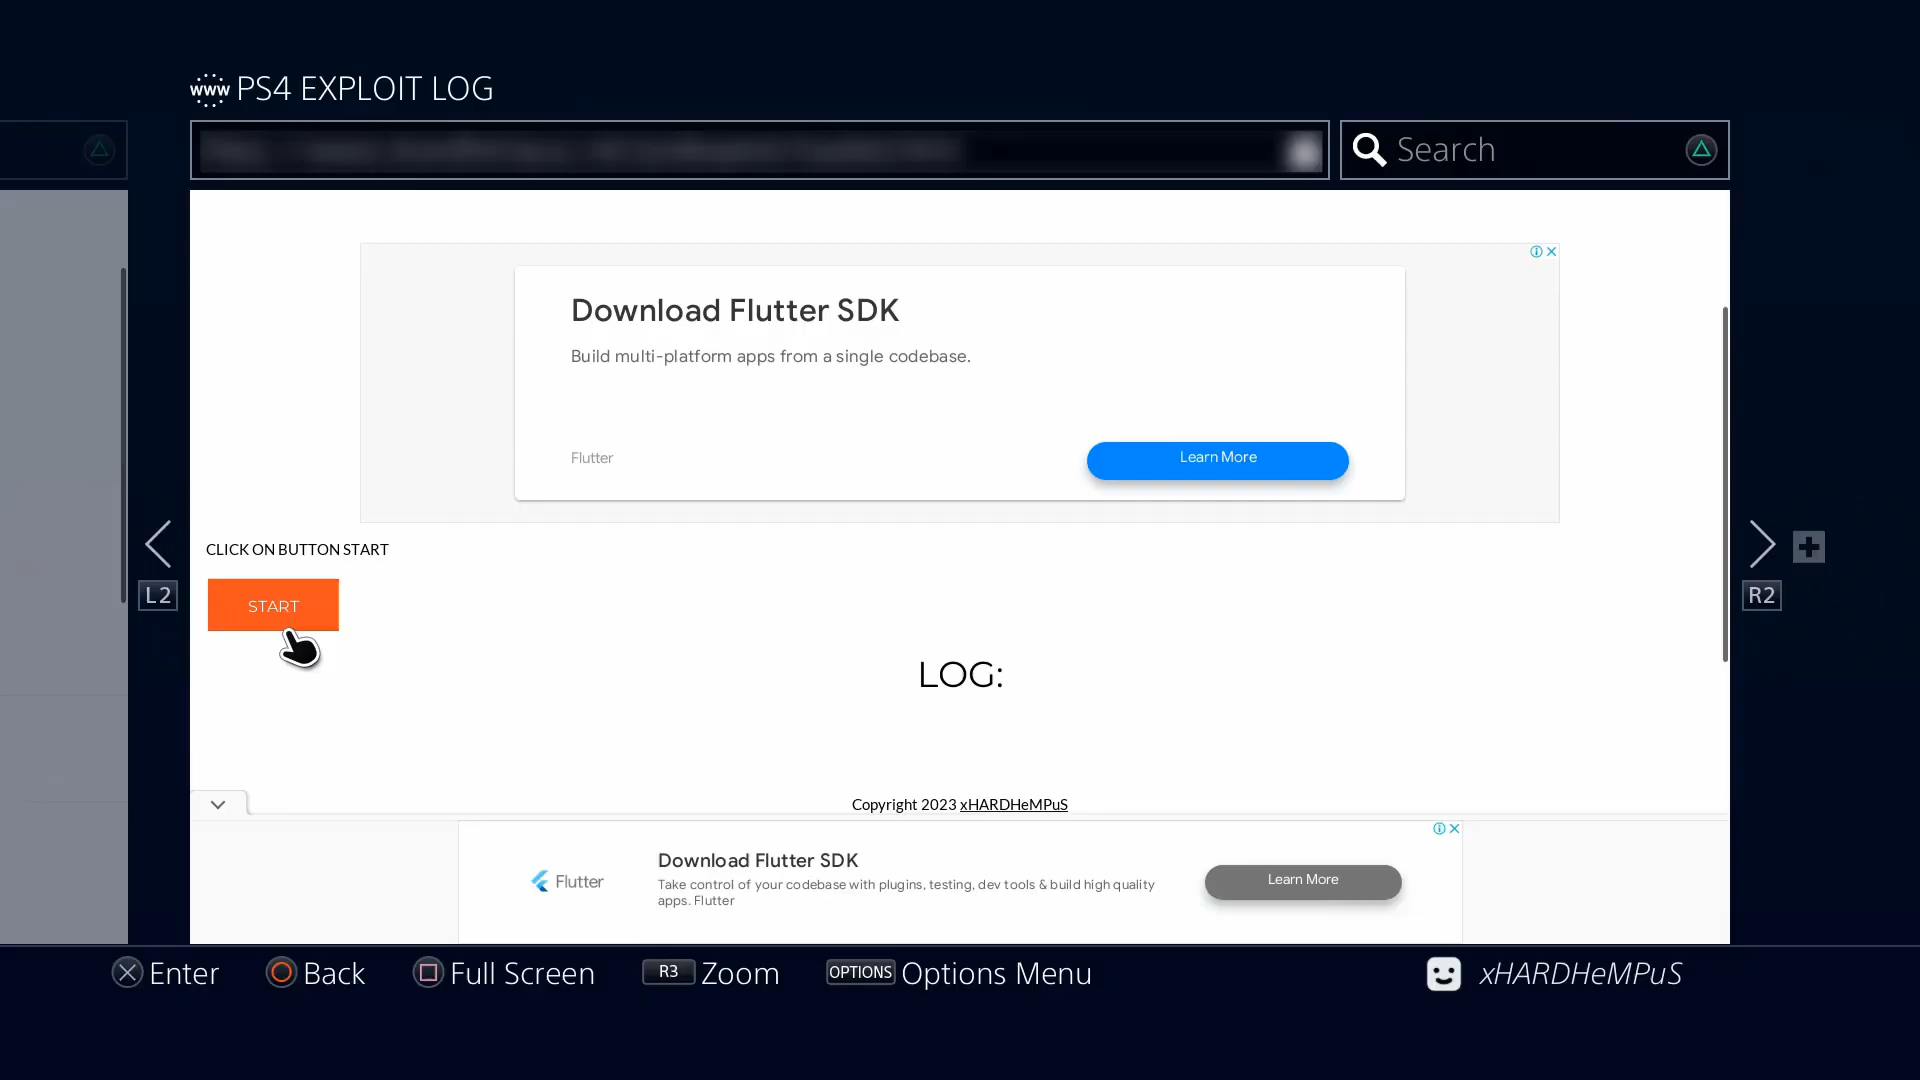 www PS4 EXPLOIT LOG
Search
Download Flutter SDK
Build multi-platform apps from a single codebase.
Flutter
Learn More
CLICK ON BUTTON START
START
L2
R2
LOG:
Copyright 2023 xHARDHeMPuS
Flutter
Download Flutter SDK
Take control of your codebase with plugins, testing, dev tools & build high quality
apps. Flutter
Learn More
Enter Back Full Screen R3 Zoom OPTIONS Options Menu xHARDHeMPuS